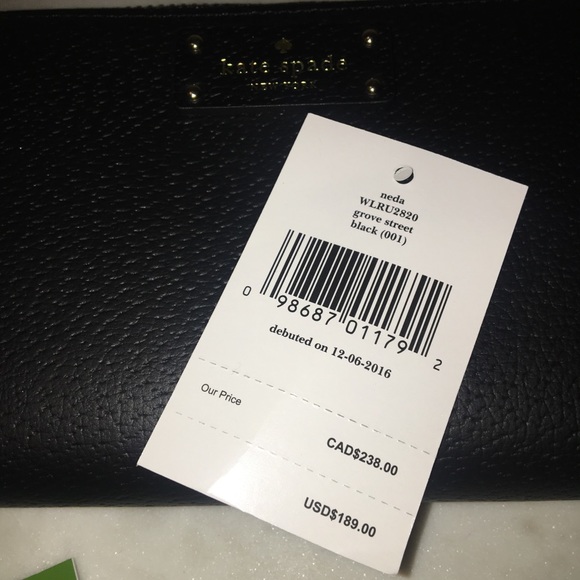 kate spade
NEW YORK
neda
WLRU2820
grove street
black (001)
0 98687 01179 2
debuted on 12-06-2016
Our Price
CAD$238.00
USD$189.00